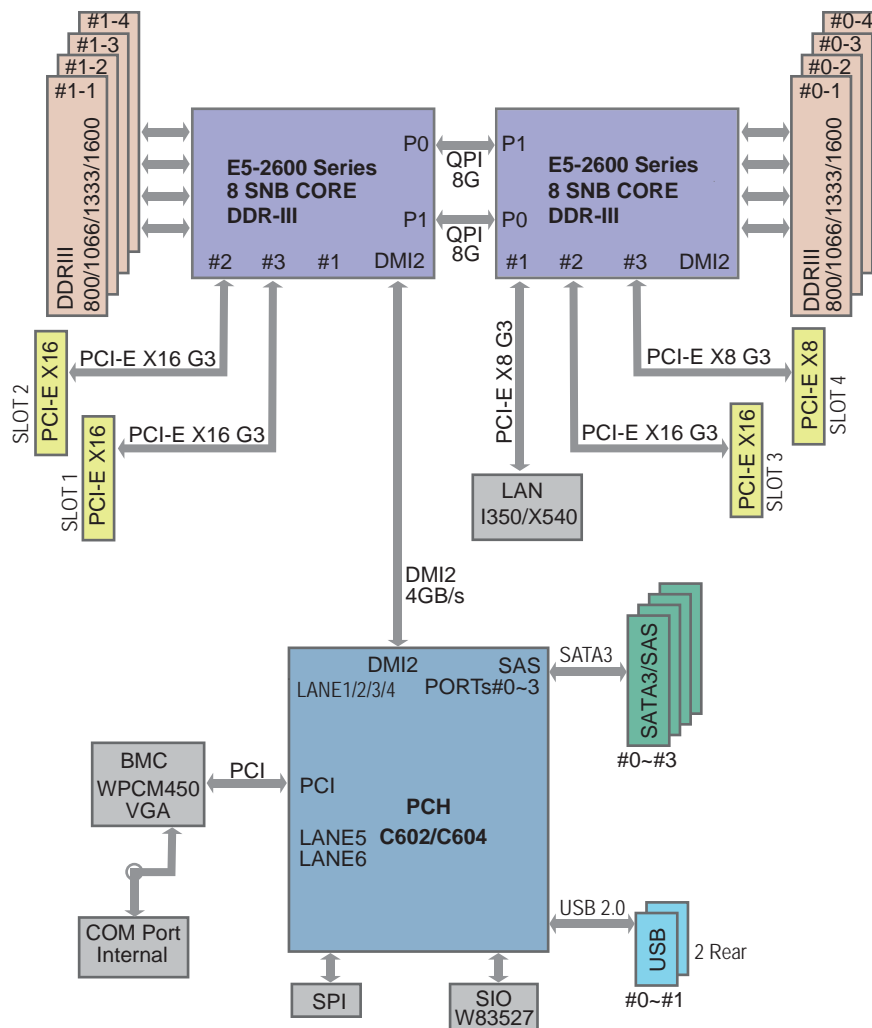 #1-4
#1-3
#1-2
#1-1
DDRIII
800/1066/1333/1600
E5-2600 Series
8 SNB CORE
DDR-III
P0
P1
#2
#3
#1
DMI2
QPI
8G
QPI
8G
P1
P0
E5-2600 Series
8 SNB CORE
DDR-III
#1
#2
#3
DMI2
#0-4
#0-3
#0-2
#0-1
DDRIII
800/1066/1333/1600
SLOT 2
PCI-E X16
PCI-E X16 G3
SLOT 1
PCI-E X16
PCI-E X16 G3
PCI-E X8 G3
PCI-E X8 G3
PCI-E X8
SLOT 4
PCI-E X16 G3
PCI-E X16
SLOT 3
LAN
I350/X540
DMI2
4GB/s
DMI2
LANE1/2/3/4
SAS
PORTs#0~3
SATA3
SATA3/SAS
#0~#3
BMC
WPCM450
VGA
PCI
PCI
PCH
C602/C604
LANE5
LANE6
COM Port
Internal
USB 2.0
USB
2 Rear
#0~#1
SPI
SIO
W83527